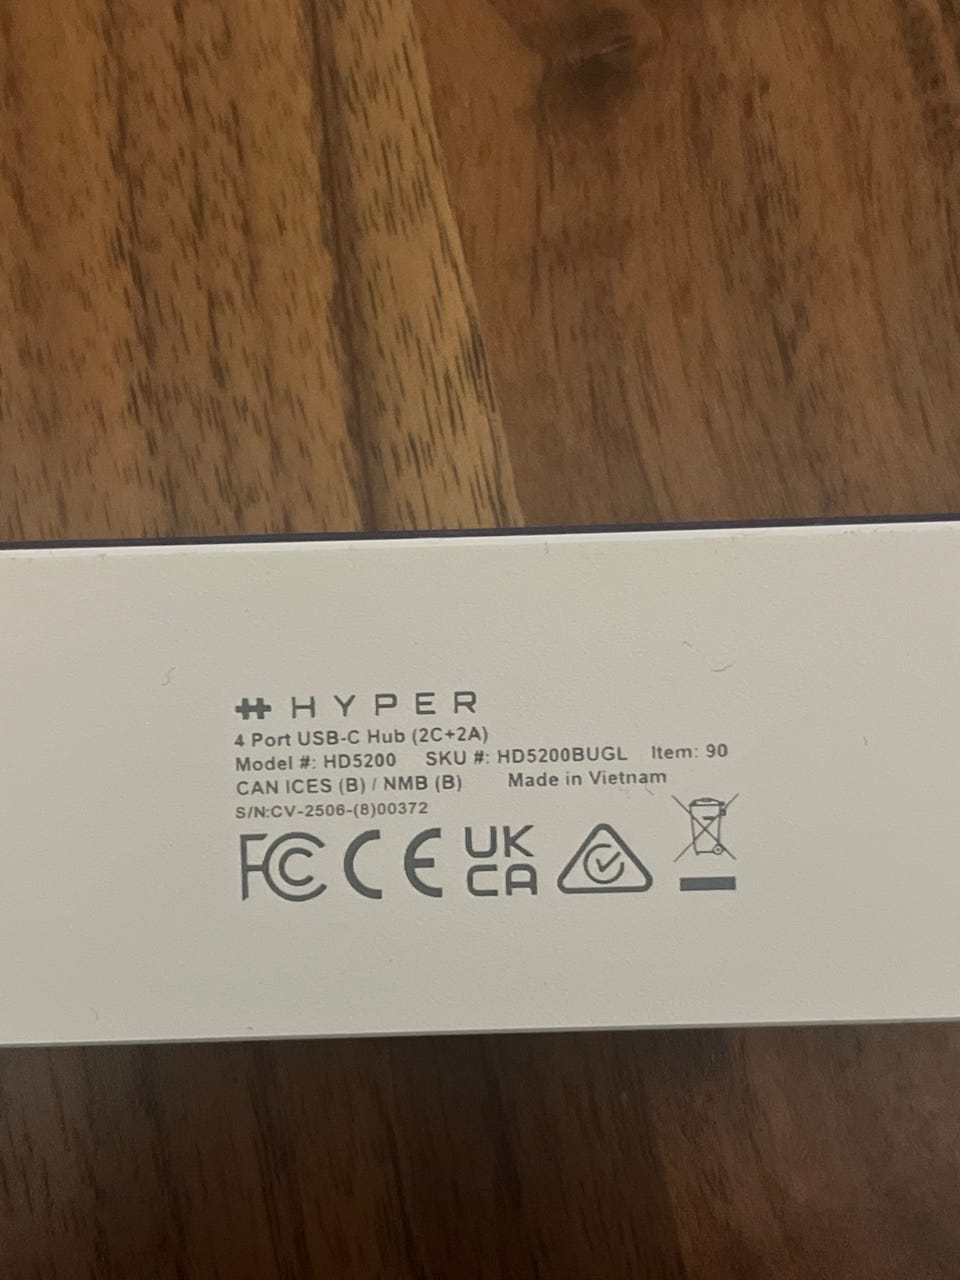 HYPER
4 Port USB-C Hub (2C+2A)
Model #: HD5200 SKU #: HD5200BUGL Item: 90
CAN ICES (B) / NMB (B) Made in Vietnam
S/N:CV-2506-(8)00372
FC CE UK CA